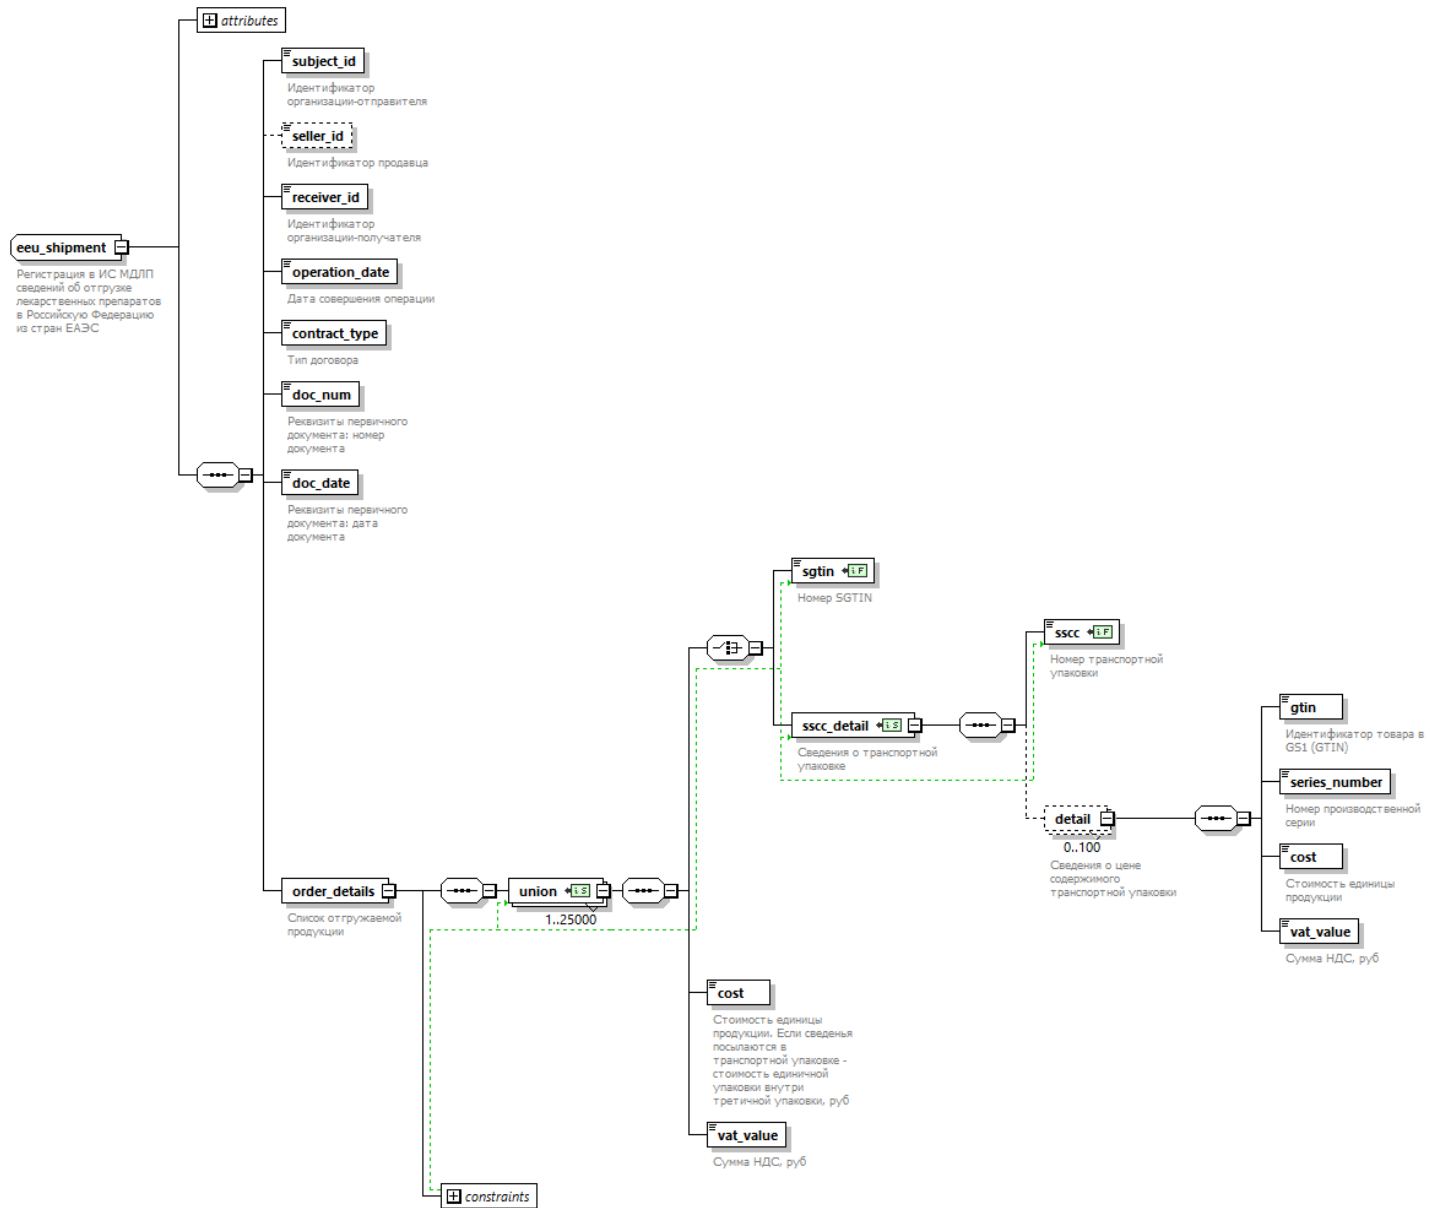 attributes
subject_id
Идентификатор
организации-отправителя
seller_id
Идентификатор продавца
receiver_id
Идентификатор
организации-получателя
eeu_shipment
Регистрация в ИС МДЛП
сведений об отгрузке
лекарственных препаратов
в Российскую Федерацию
из стран ЕАЭС
operation_date
Дата совершения операции
contract_type
Тип договора
doc_num
Реквизиты первичного
документа: номер
документа
doc_date
Реквизиты первичного
документа: дата
документа
order_details
Список отгружаемой
продукции
union
iS
1..25000
sgtin
iF
Номер SGTIN
sscc_detail
iS
Сведения о транспортной
упаковке
sscc
iF
Номер транспортной
упаковки
detail
0..100
Сведения о цене
содержимого
транспортной упаковки
gtin
Идентификатор товара в
GS1 (GTIN)
series_number
Номер производственной
серии
cost
Стоимость единицы
продукции
vat_value
Сумма НДС, руб
cost
Стоимость единицы
продукции. Если сведенья
посылаются в
транспортной упаковке -
стоимость единичной
упаковки внутри
третичной упаковки, руб
vat_value
Сумма НДС, руб
constraints